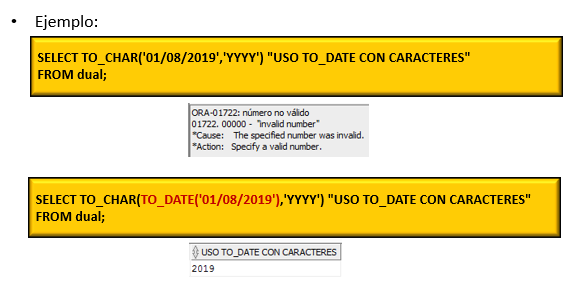 • Ejemplo:
SELECT TO_CHAR('01/08/2019','YYYY') "USO TO_DATE CON CARACTERES"
FROM dual;
ORA-01722: número no válido
01722. 00000 - "invalid number"
*Cause: The specified number was invalid.
*Action: Specify a valid number.
SELECT TO_CHAR(TO_DATE('01/08/2019'),'YYYY') "USO TO_DATE CON CARACTERES"
FROM dual;
USO TO_DATE CON CARACTERES
2019